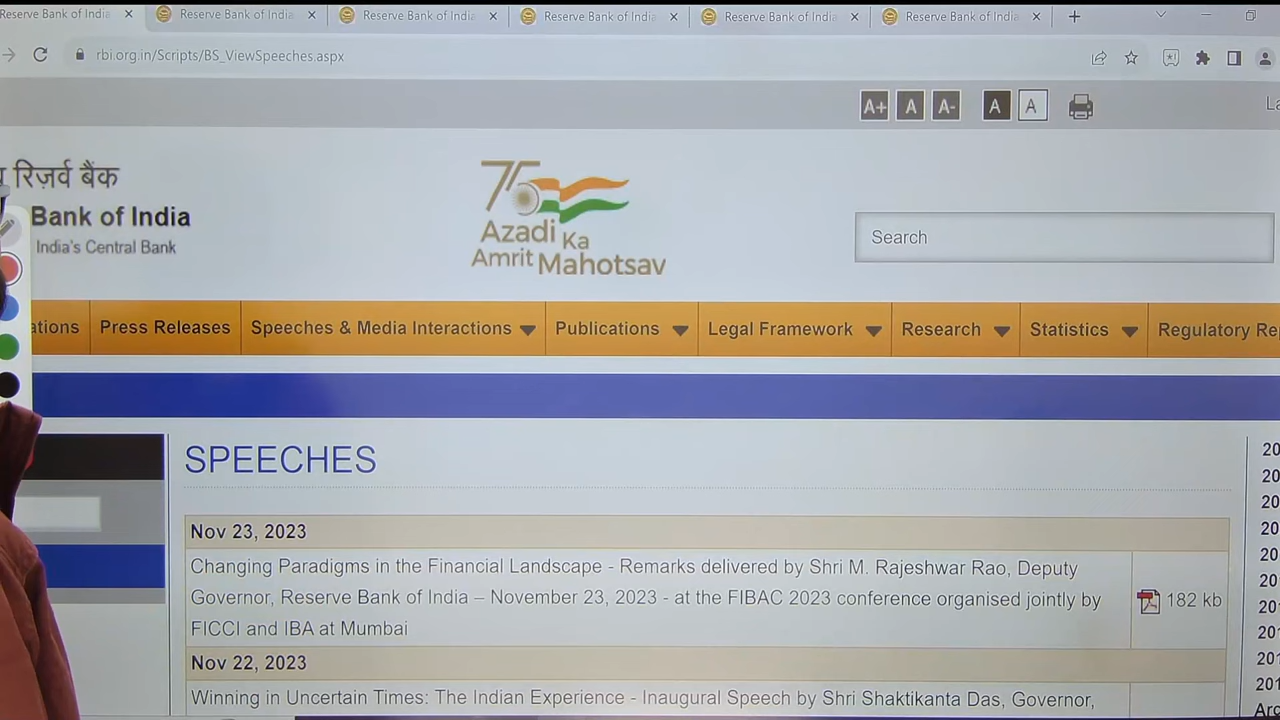 Reserve Bank of India
Reserve Bank of India
Reserve Bank of India
Reserve Bank of India
Reserve Bank of India
Reserve Bank of India
rbi.org.in/Scripts/BS_ViewSpeeches.aspx
A+ A A- A A
रिज़र्व बैंक
Bank of India
India's Central Bank
75
Azadi Ka
Amrit Mahotsav
Search
Press Releases
Speeches & Media Interactions
Publications
Legal Framework
Research
Statistics
Regulatory
SPEECHES
Nov 23, 2023
Changing Paradigms in the Financial Landscape - Remarks delivered by Shri M. Rajeshwar Rao, Deputy
Governor, Reserve Bank of India – November 23, 2023 - at the FIBAC 2023 conference organised jointly by
FICCI and IBA at Mumbai
182 kb
Nov 22, 2023
Winning in Uncertain Times: The Indian Experience - Inaugural Speech by Shri Shaktikanta Das, Governor,